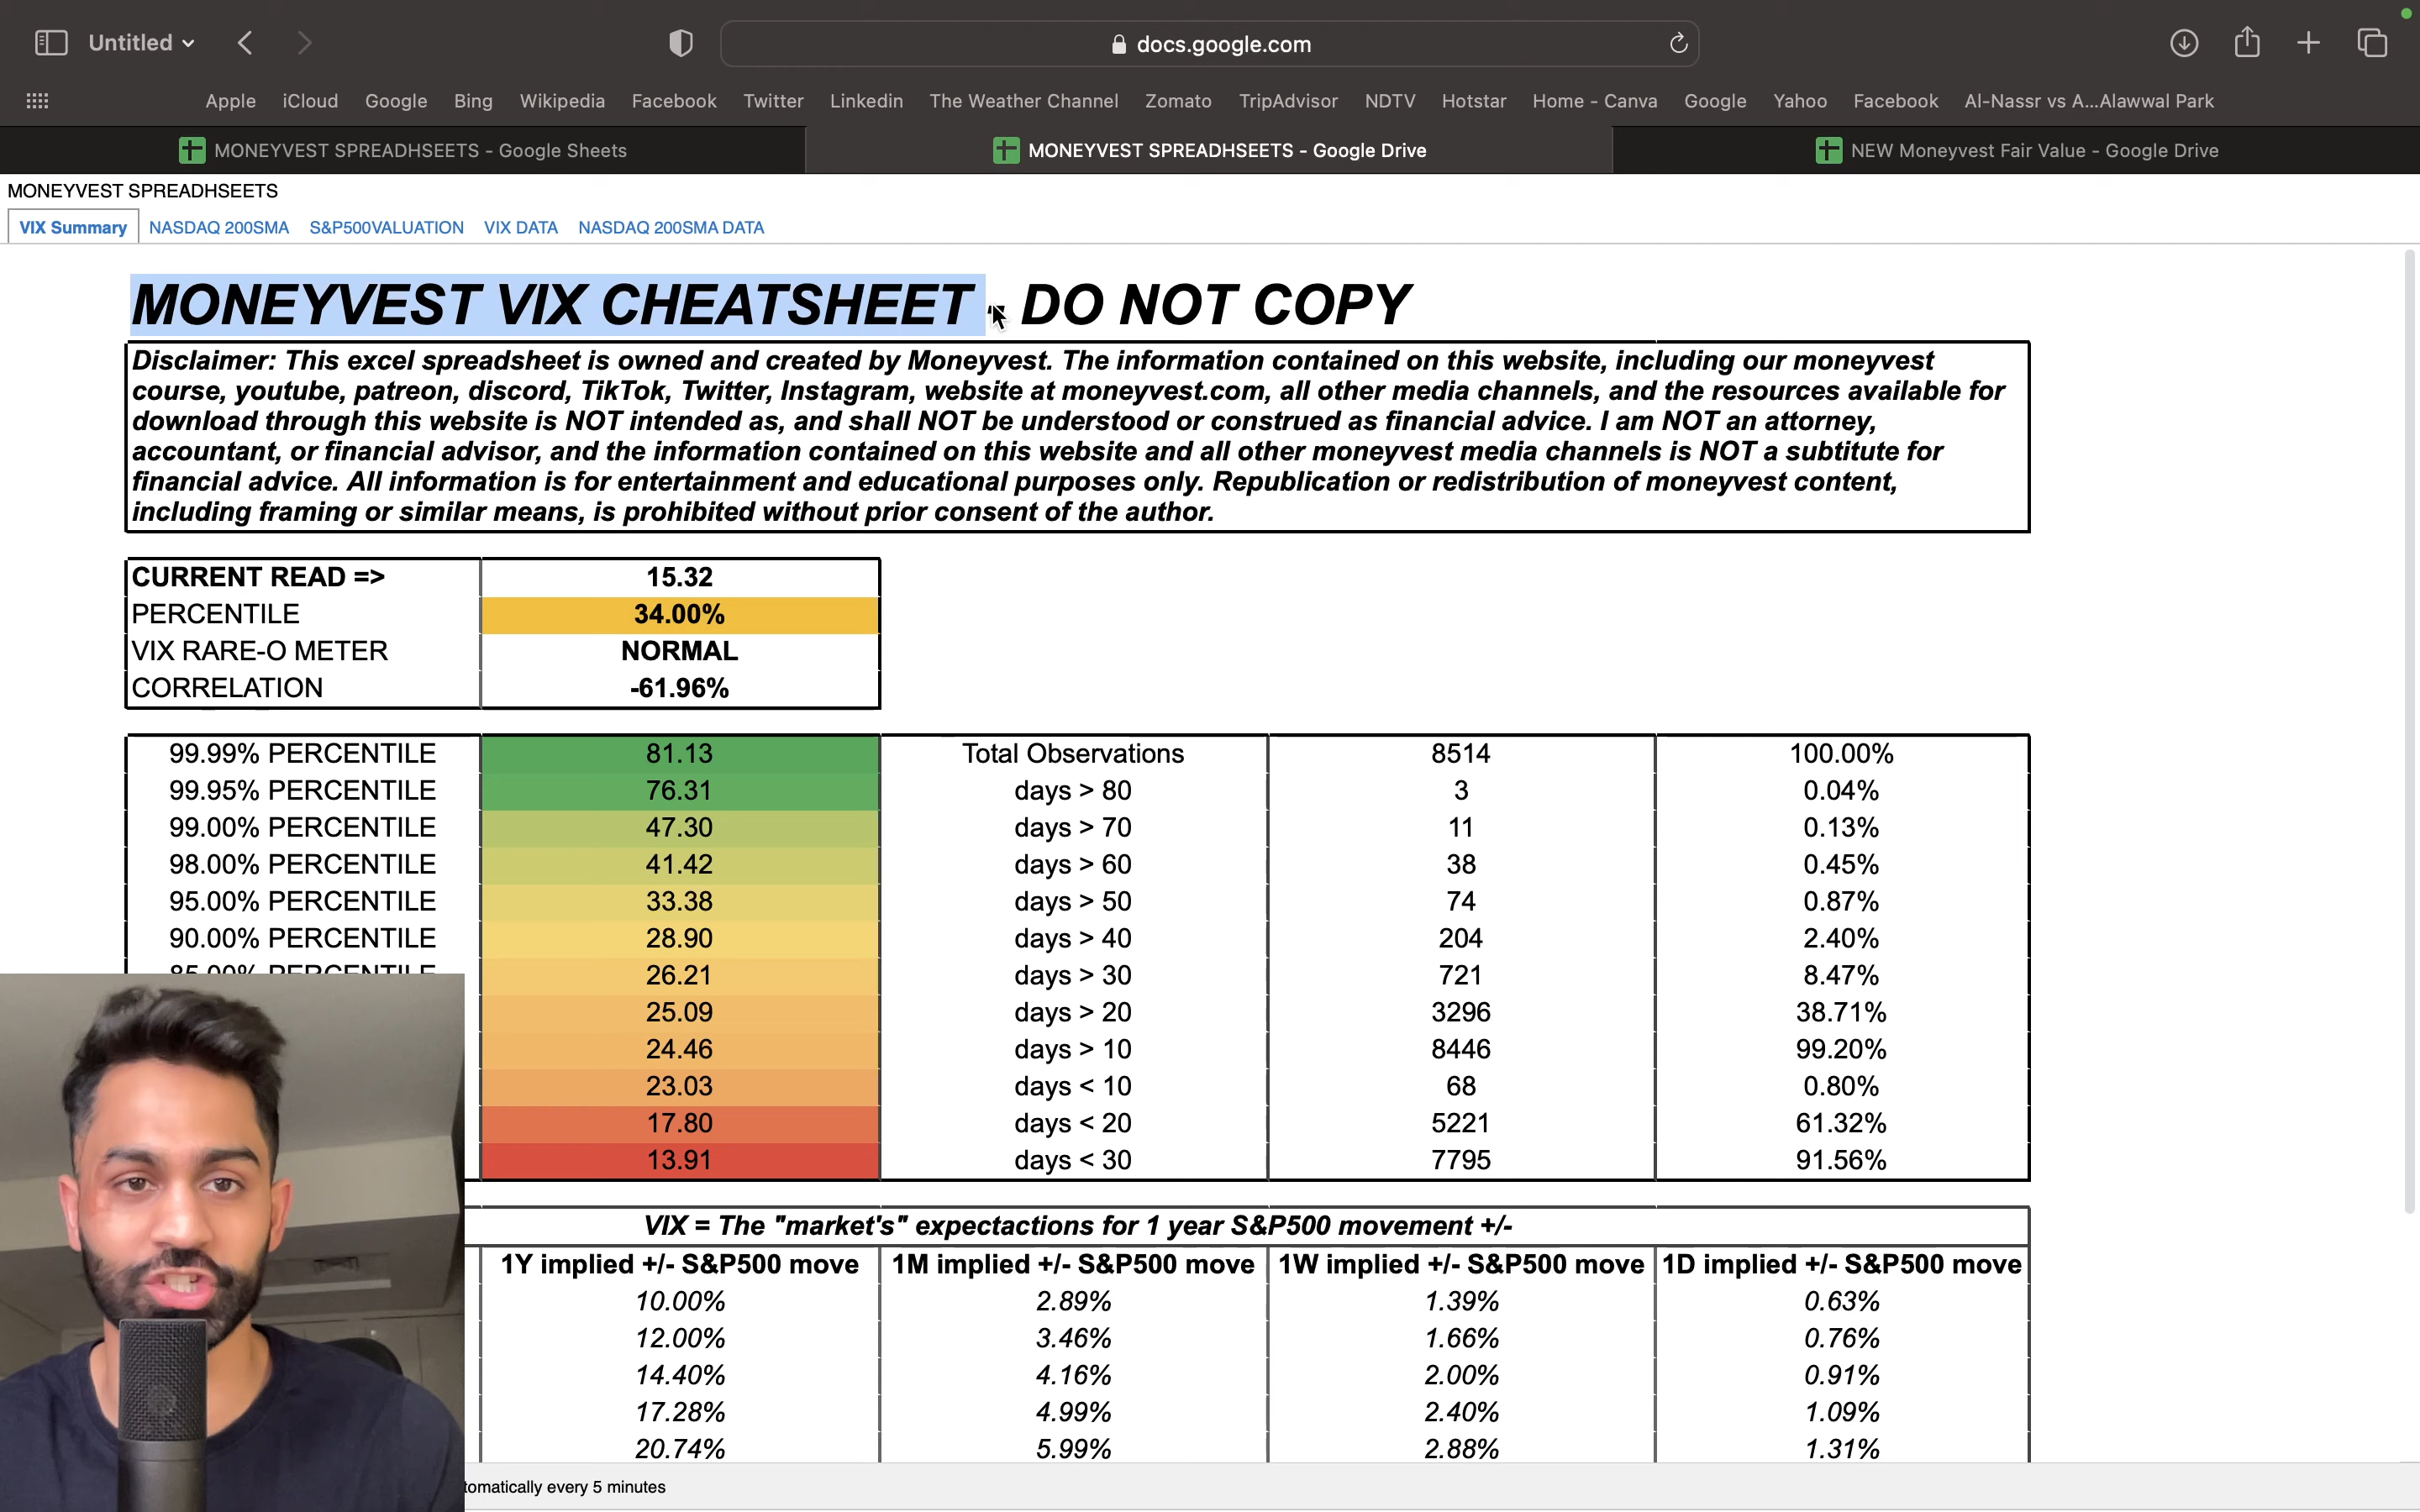 Untitled
docs.google.com
Apple iCloud Google Bing Wikipedia Facebook Twitter Linkedin The Weather Channel Zomato TripAdvisor NDTV Hotstar Home - Canva Google Yahoo Facebook Al-Nassr vs A...Alawwal Park
MONEYVEST SPREADHSEETS - Google Sheets
MONEYVEST SPREADHSEETS - Google Drive
NEW Moneyvest Fair Value - Google Drive
MONEYVEST SPREADHSEETS
VIX Summary NASDAQ 200SMA S&P500VALUATION VIX DATA NASDAQ 200SMA DATA
MONEYVEST VIX CHEATSHEET - DO NOT COPY
Disclaimer: This excel spreadsheet is owned and created by Moneyvest. The information contained on this website, including our moneyvest
course, youtube, patreon, discord, TikTok, Twitter, Instagram, website at moneyvest.com, all other media channels, and the resources available for
download through this website is NOT intended as, and shall NOT be understood or construed as financial advice. I am NOT an attorney,
accountant, or financial advisor, and the information contained on this website and all other moneyvest media channels is NOT a subtitute for
financial advice. All information is for entertainment and educational purposes only. Republication or redistribution of moneyvest content,
including framing or similar means, is prohibited without prior consent of the author.
CURRENT READ => 15.32
PERCENTILE 34.00%
VIX RARE-O METER NORMAL
CORRELATION -61.96%
99.99% PERCENTILE 81.13 Total Observations 8514 100.00%
99.95% PERCENTILE 76.31 days > 80 3 0.04%
99.00% PERCENTILE 47.30 days > 70 11 0.13%
98.00% PERCENTILE 41.42 days > 60 38 0.45%
95.00% PERCENTILE 33.38 days > 50 74 0.87%
90.00% PERCENTILE 28.90 days > 40 204 2.40%
85.00% PERCENTILE 26.21 days > 30 721 8.47%
25.09 days > 20 3296 38.71%
24.46 days > 10 8446 99.20%
23.03 days < 10 68 0.80%
17.80 days < 20 5221 61.32%
13.91 days < 30 7795 91.56%
VIX = The "market's" expectactions for 1 year S&P500 movement +/-
1Y implied +/- S&P500 move 1M implied +/- S&P500 move 1W implied +/- S&P500 move 1D implied +/- S&P500 move
10.00% 2.89% 1.39% 0.63%
12.00% 3.46% 1.66% 0.76%
14.40% 4.16% 2.00% 0.91%
17.28% 4.99% 2.40% 1.09%
20.74% 5.99% 2.88% 1.31%
tomatically every 5 minutes